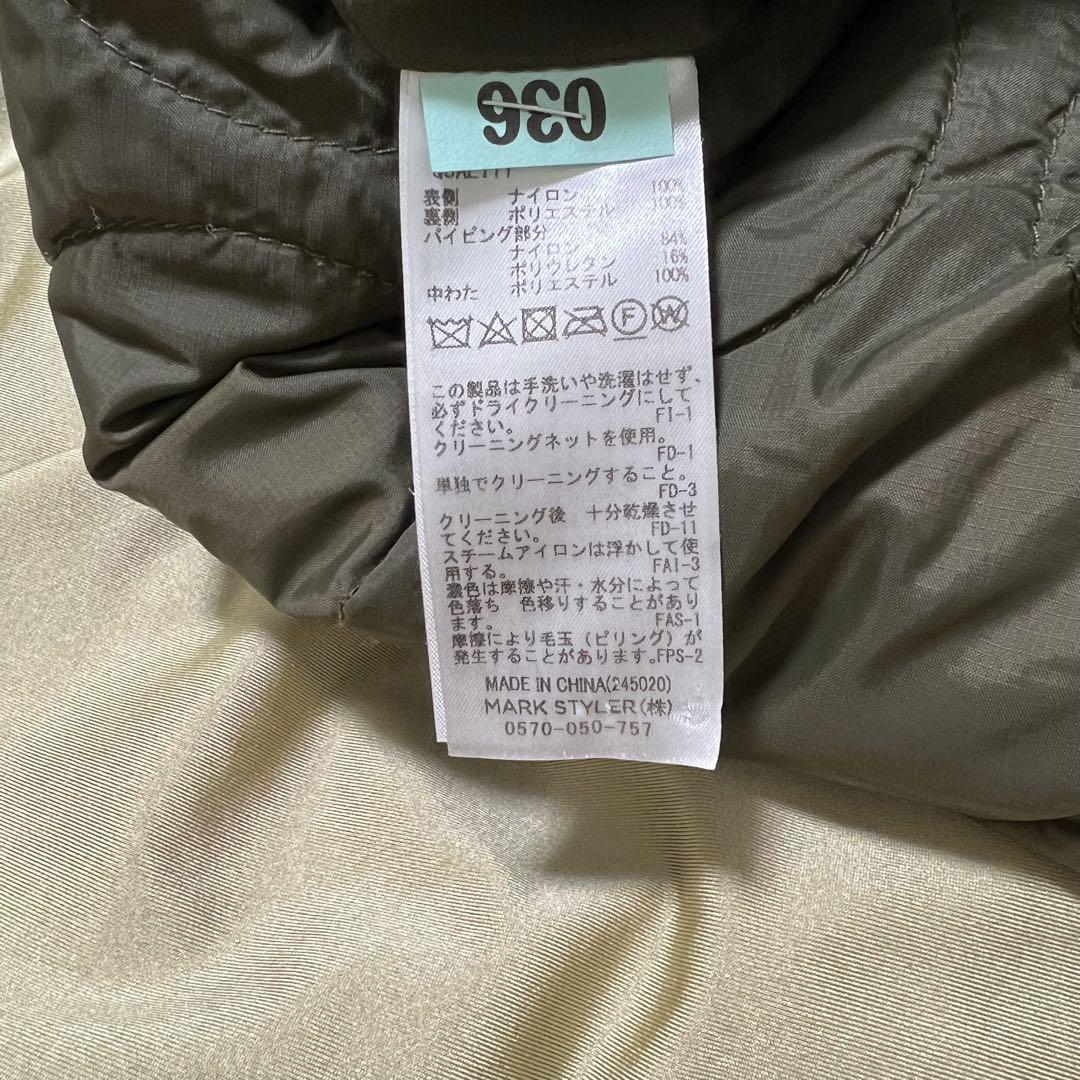 036
QUALITY
表側 ナイロン 100%
裏側 ポリエステル 100%
パイピング部分
ナイロン 84%
ポリウレタン 16%
中わた ポリエステル 100%
F W
この製品は手洗いや洗濯はせず、
必ずドライクリーニングにして
ください。 FI-1
クリーニングネットを使用。
FD-1
単独でクリーニングすること。
FD-3
クリーニング後 十分乾燥させ
てください。 FD-11
スチームアイロンは浮かして使
用する。 FAI-3
濃色は摩擦や汗・水分によって
色落ち 色移りすることがあり
ます。 FAS-1
摩擦により毛玉（ピリング）が
発生することがあります。FPS-2
MADE IN CHINA(245020)
MARK STYLER(株)
0570-050-757